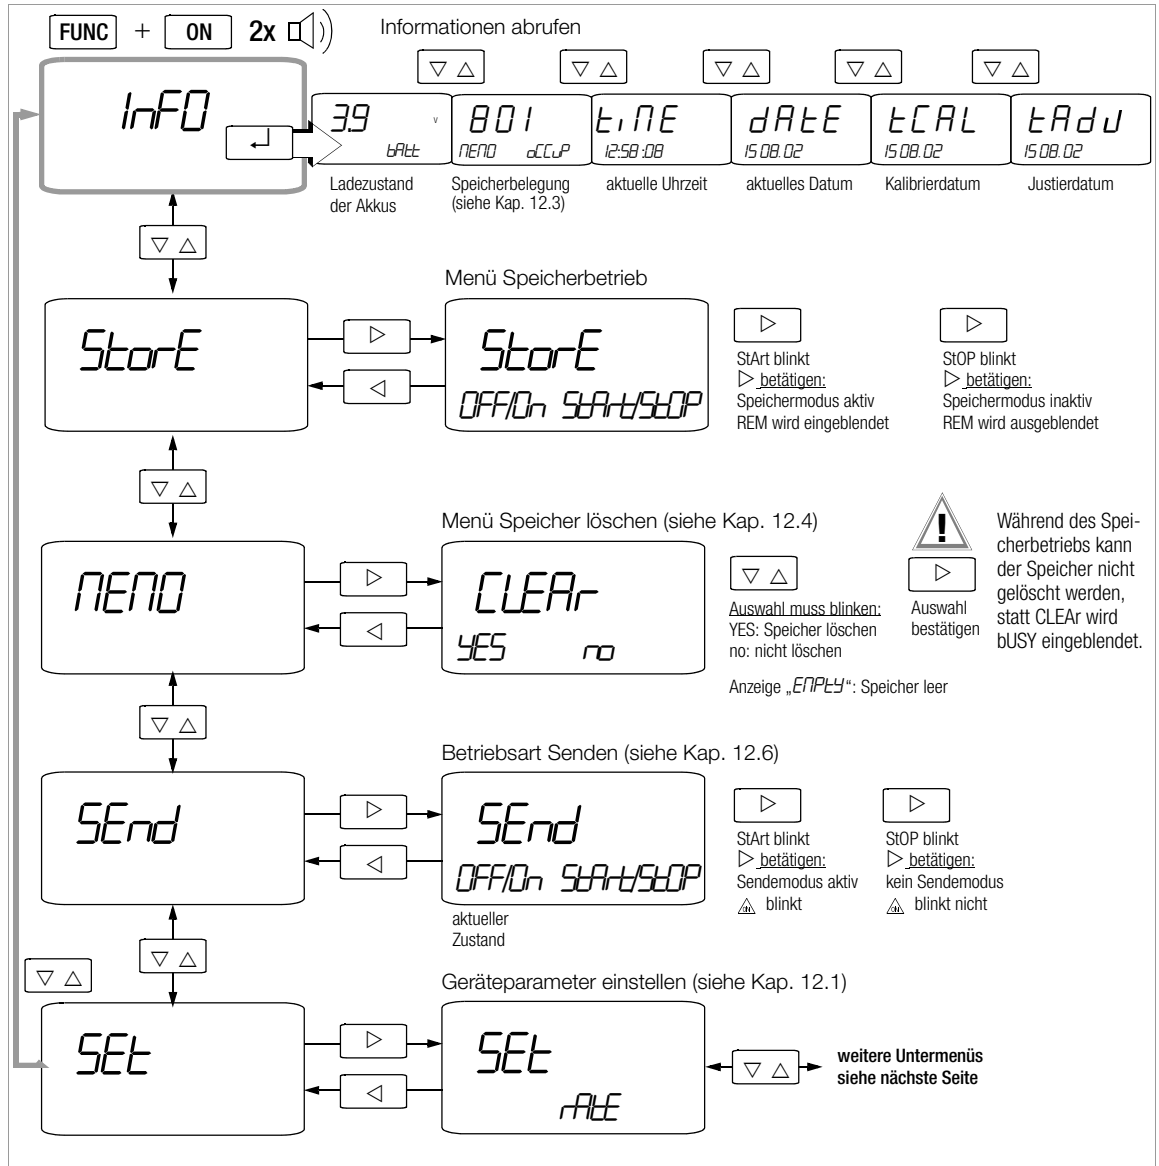 FUNC + ON 2x Informationen abrufen
InFO
3.9 V
bAtt
801
MEMO oCCuP
tiME
12:58:08
dAtE
15 08.02
tCAL
15 08.02
tAdJ
15 08.02
Ladezustand
der Akkus
Speicherbelegung
(siehe Kap. 12.3)
aktuelle Uhrzeit
aktuelles Datum
Kalibrierdatum
Justierdatum
Menü Speicherbetrieb
StorE
StorE
OFF/On StArt/StOP
StArt blinkt
▷ betätigen:
Speichermodus aktiv
REM wird eingeblendet
StOP blinkt
▷ betätigen:
Speichermodus inaktiv
REM wird ausgeblendet
Menü Speicher löschen (siehe Kap. 12.4)
MEMO
CLEAr
YES no
Auswahl muss blinken:
YES: Speicher löschen
no: nicht löschen
Anzeige „EMPtY“: Speicher leer
!
Auswahl
bestätigen
Während des Spei-
cherbetriebs kann
der Speicher nicht
gelöscht werden,
statt CLEAr wird
bUSY eingeblendet.
Betriebsart Senden (siehe Kap. 12.6)
SEnd
SEnd
OFF/On StArt/StOP
aktueller
Zustand
StArt blinkt
▷ betätigen:
Sendemodus aktiv
ON blinkt
StOP blinkt
▷ betätigen:
kein Sendemodus
ON blinkt nicht
Geräteparameter einstellen (siehe Kap. 12.1)
SEt
SEt
rAtE
weitere Untermenüs
siehe nächste Seite